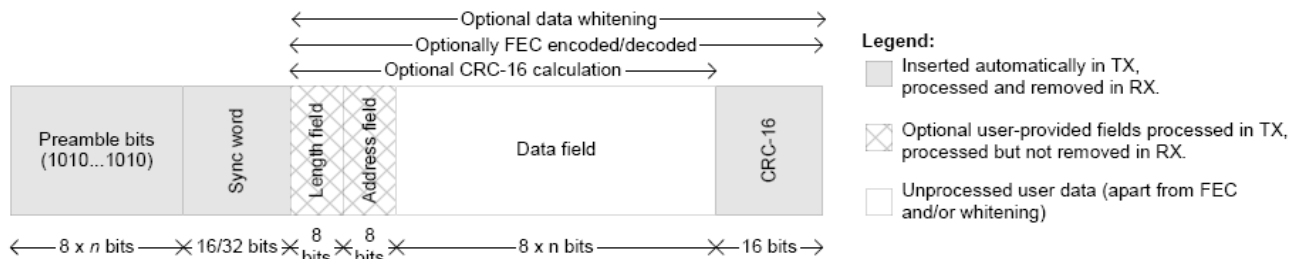 Optional data whitening
Optionally FEC encoded/decoded
Optional CRC-16 calculation
Preamble bits
(1010...1010)
Sync word
Length field
Address field
Data field
CRC-16
8 x n bits
16/32 bits
8
bits
8
bits
8 x n bits
16 bits
Legend:
Inserted automatically in TX,
processed and removed in RX.
Optional user-provided fields processed in TX,
processed but not removed in RX.
Unprocessed user data (apart from FEC
and/or whitening)